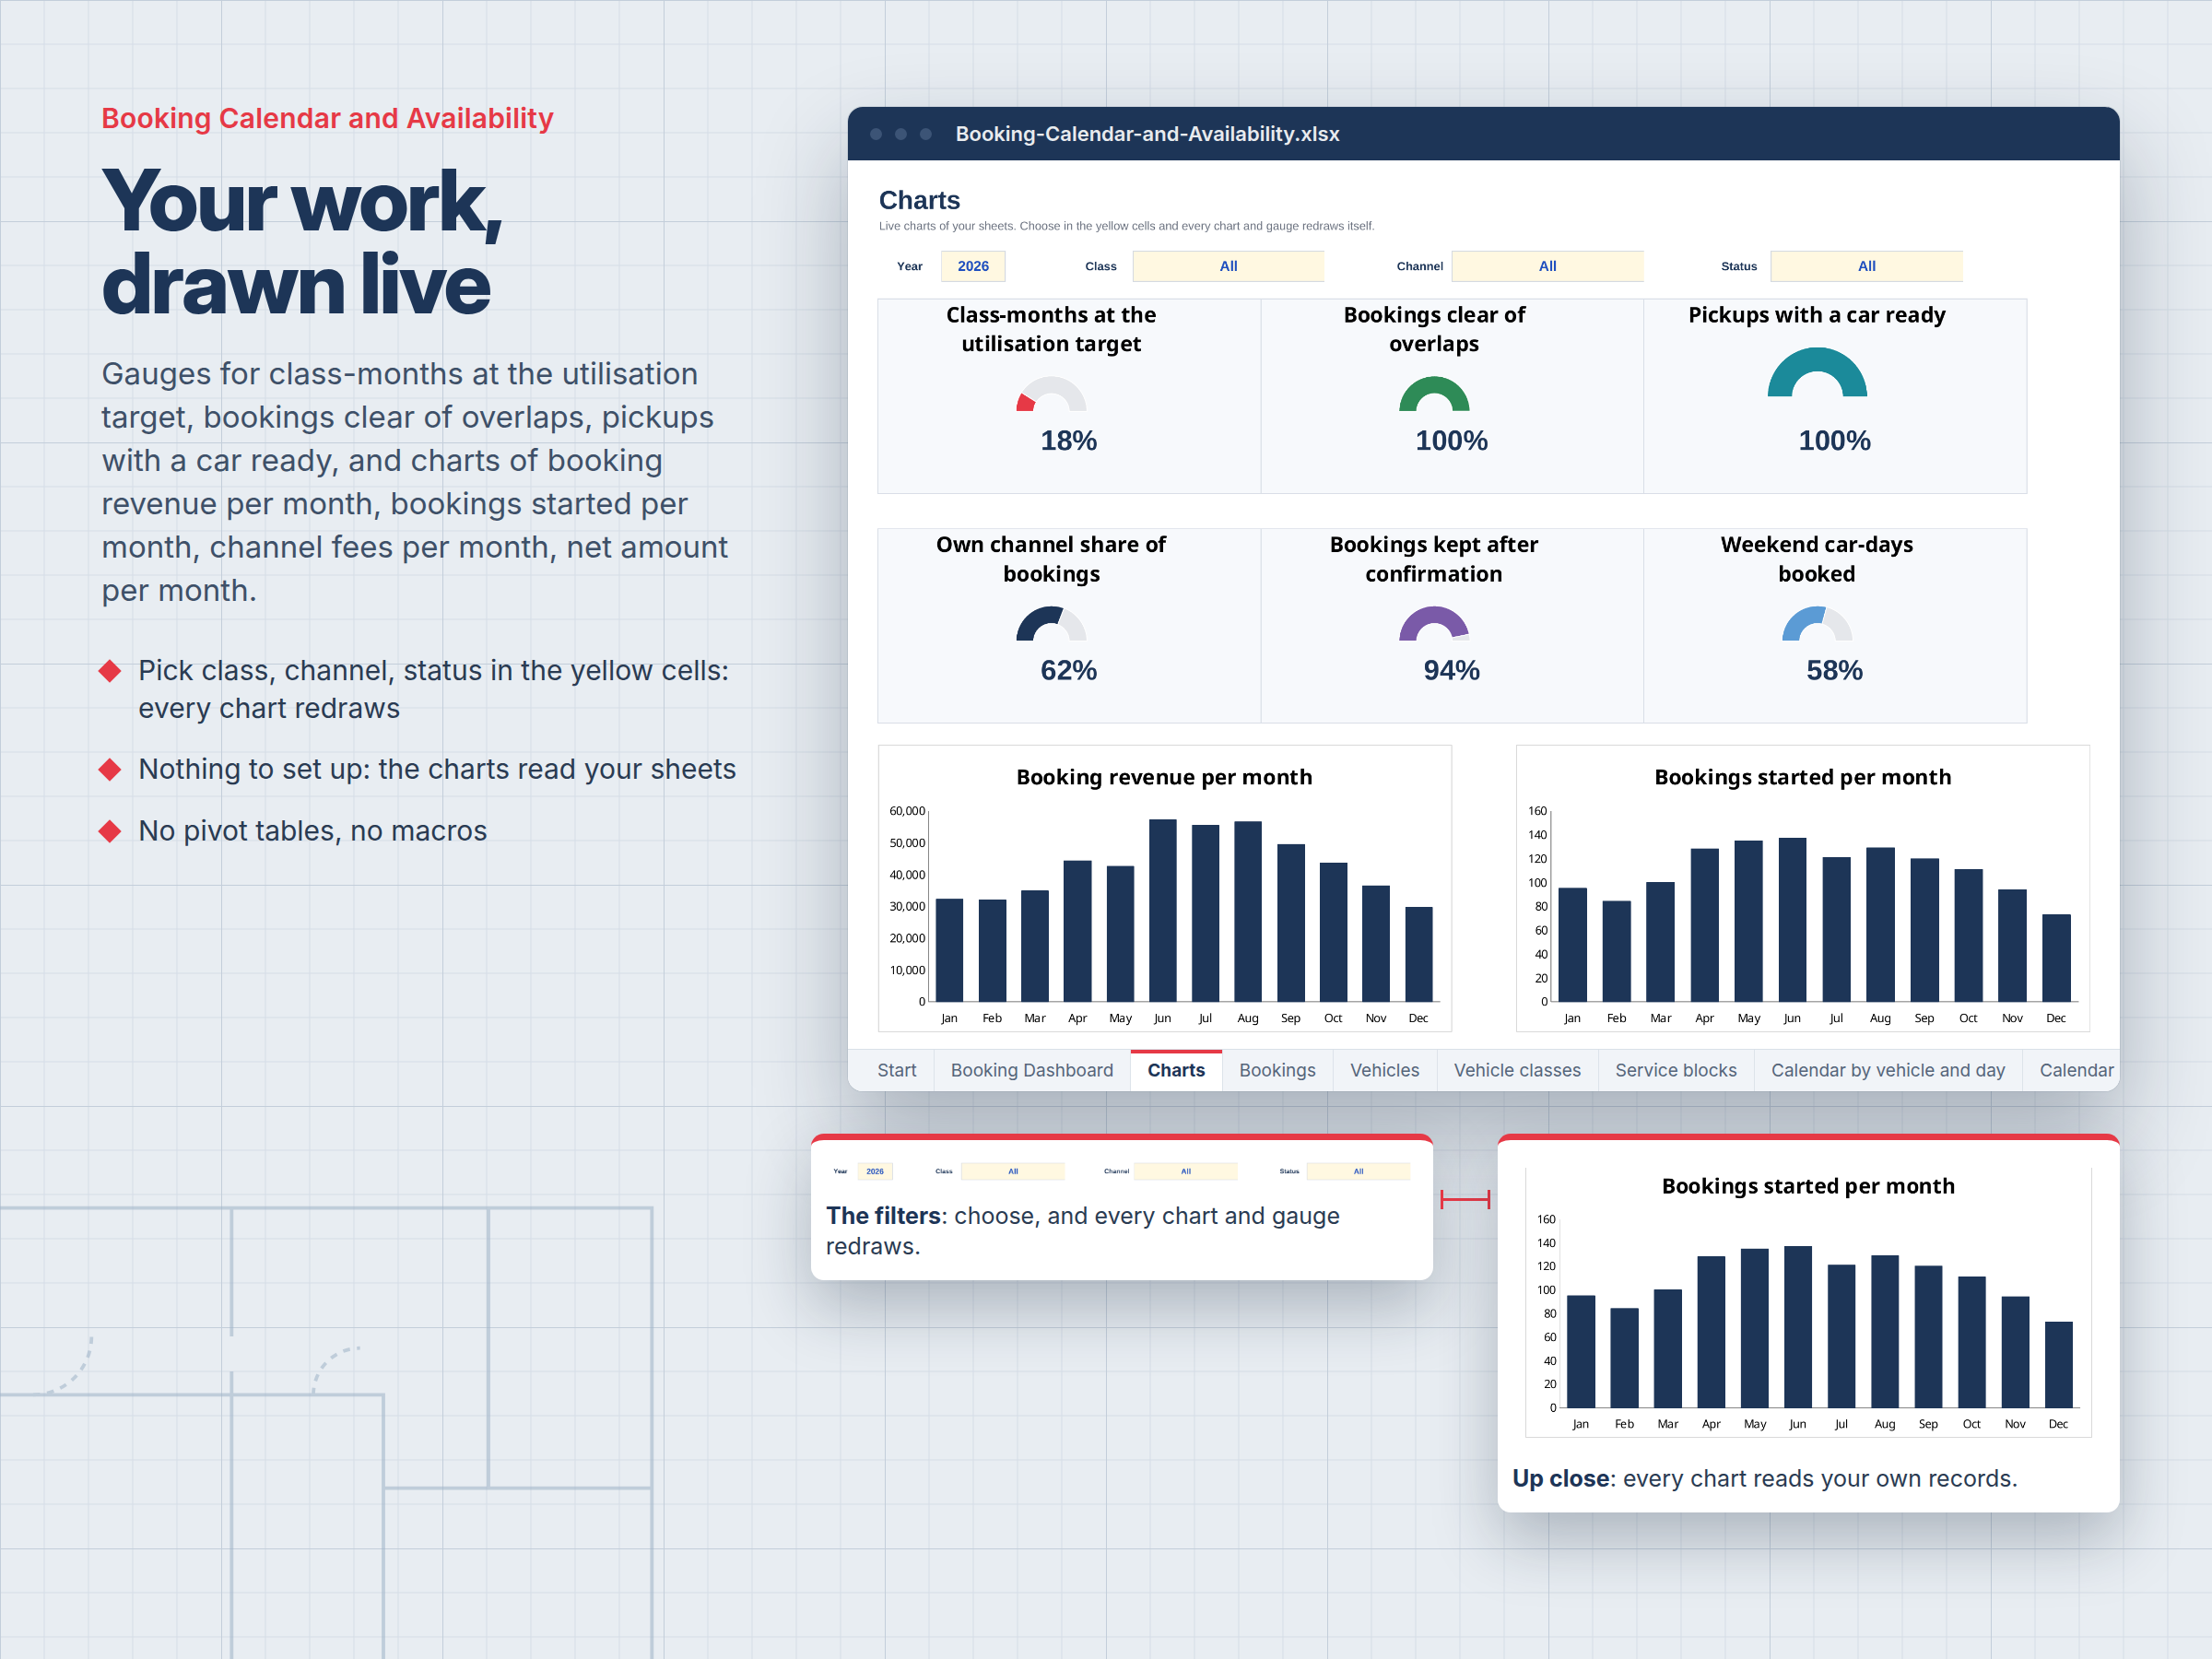 Booking Calendar and Availability
Your work,
drawn live
Gauges for class-months at the utilisation
target, bookings clear of overlaps, pickups
with a car ready, and charts of booking
revenue per month, bookings started per
month, channel fees per month, net amount
per month.
Pick class, channel, status in the yellow cells:
every chart redraws
Nothing to set up: the charts read your sheets
No pivot tables, no macros
Booking-Calendar-and-Availability.xlsx
Charts
Live charts of your sheets. Choose in the yellow cells and every chart and gauge redraws itself.
Year 2026 Class All Channel All Status All
Class-months at the
utilisation target
18%
Bookings clear of
overlaps
100%
Pickups with a car ready
100%
Own channel share of
bookings
62%
Bookings kept after
confirmation
94%
Weekend car-days
booked
58%
Booking revenue per month
60,000
50,000
40,000
30,000
20,000
10,000
0
Jan Feb Mar Apr May Jun Jul Aug Sep Oct Nov Dec
Bookings started per month
160
140
120
100
80
60
40
20
0
Jan Feb Mar Apr May Jun Jul Aug Sep Oct Nov Dec
Start Booking Dashboard Charts Bookings Vehicles Vehicle classes Service blocks Calendar by vehicle and day Calendar
Year 2026 Class All Channel All Status All
The filters: choose, and every chart and gauge
redraws.
Bookings started per month
160
140
120
100
80
60
40
20
0
Jan Feb Mar Apr May Jun Jul Aug Sep Oct Nov Dec
Up close: every chart reads your own records.